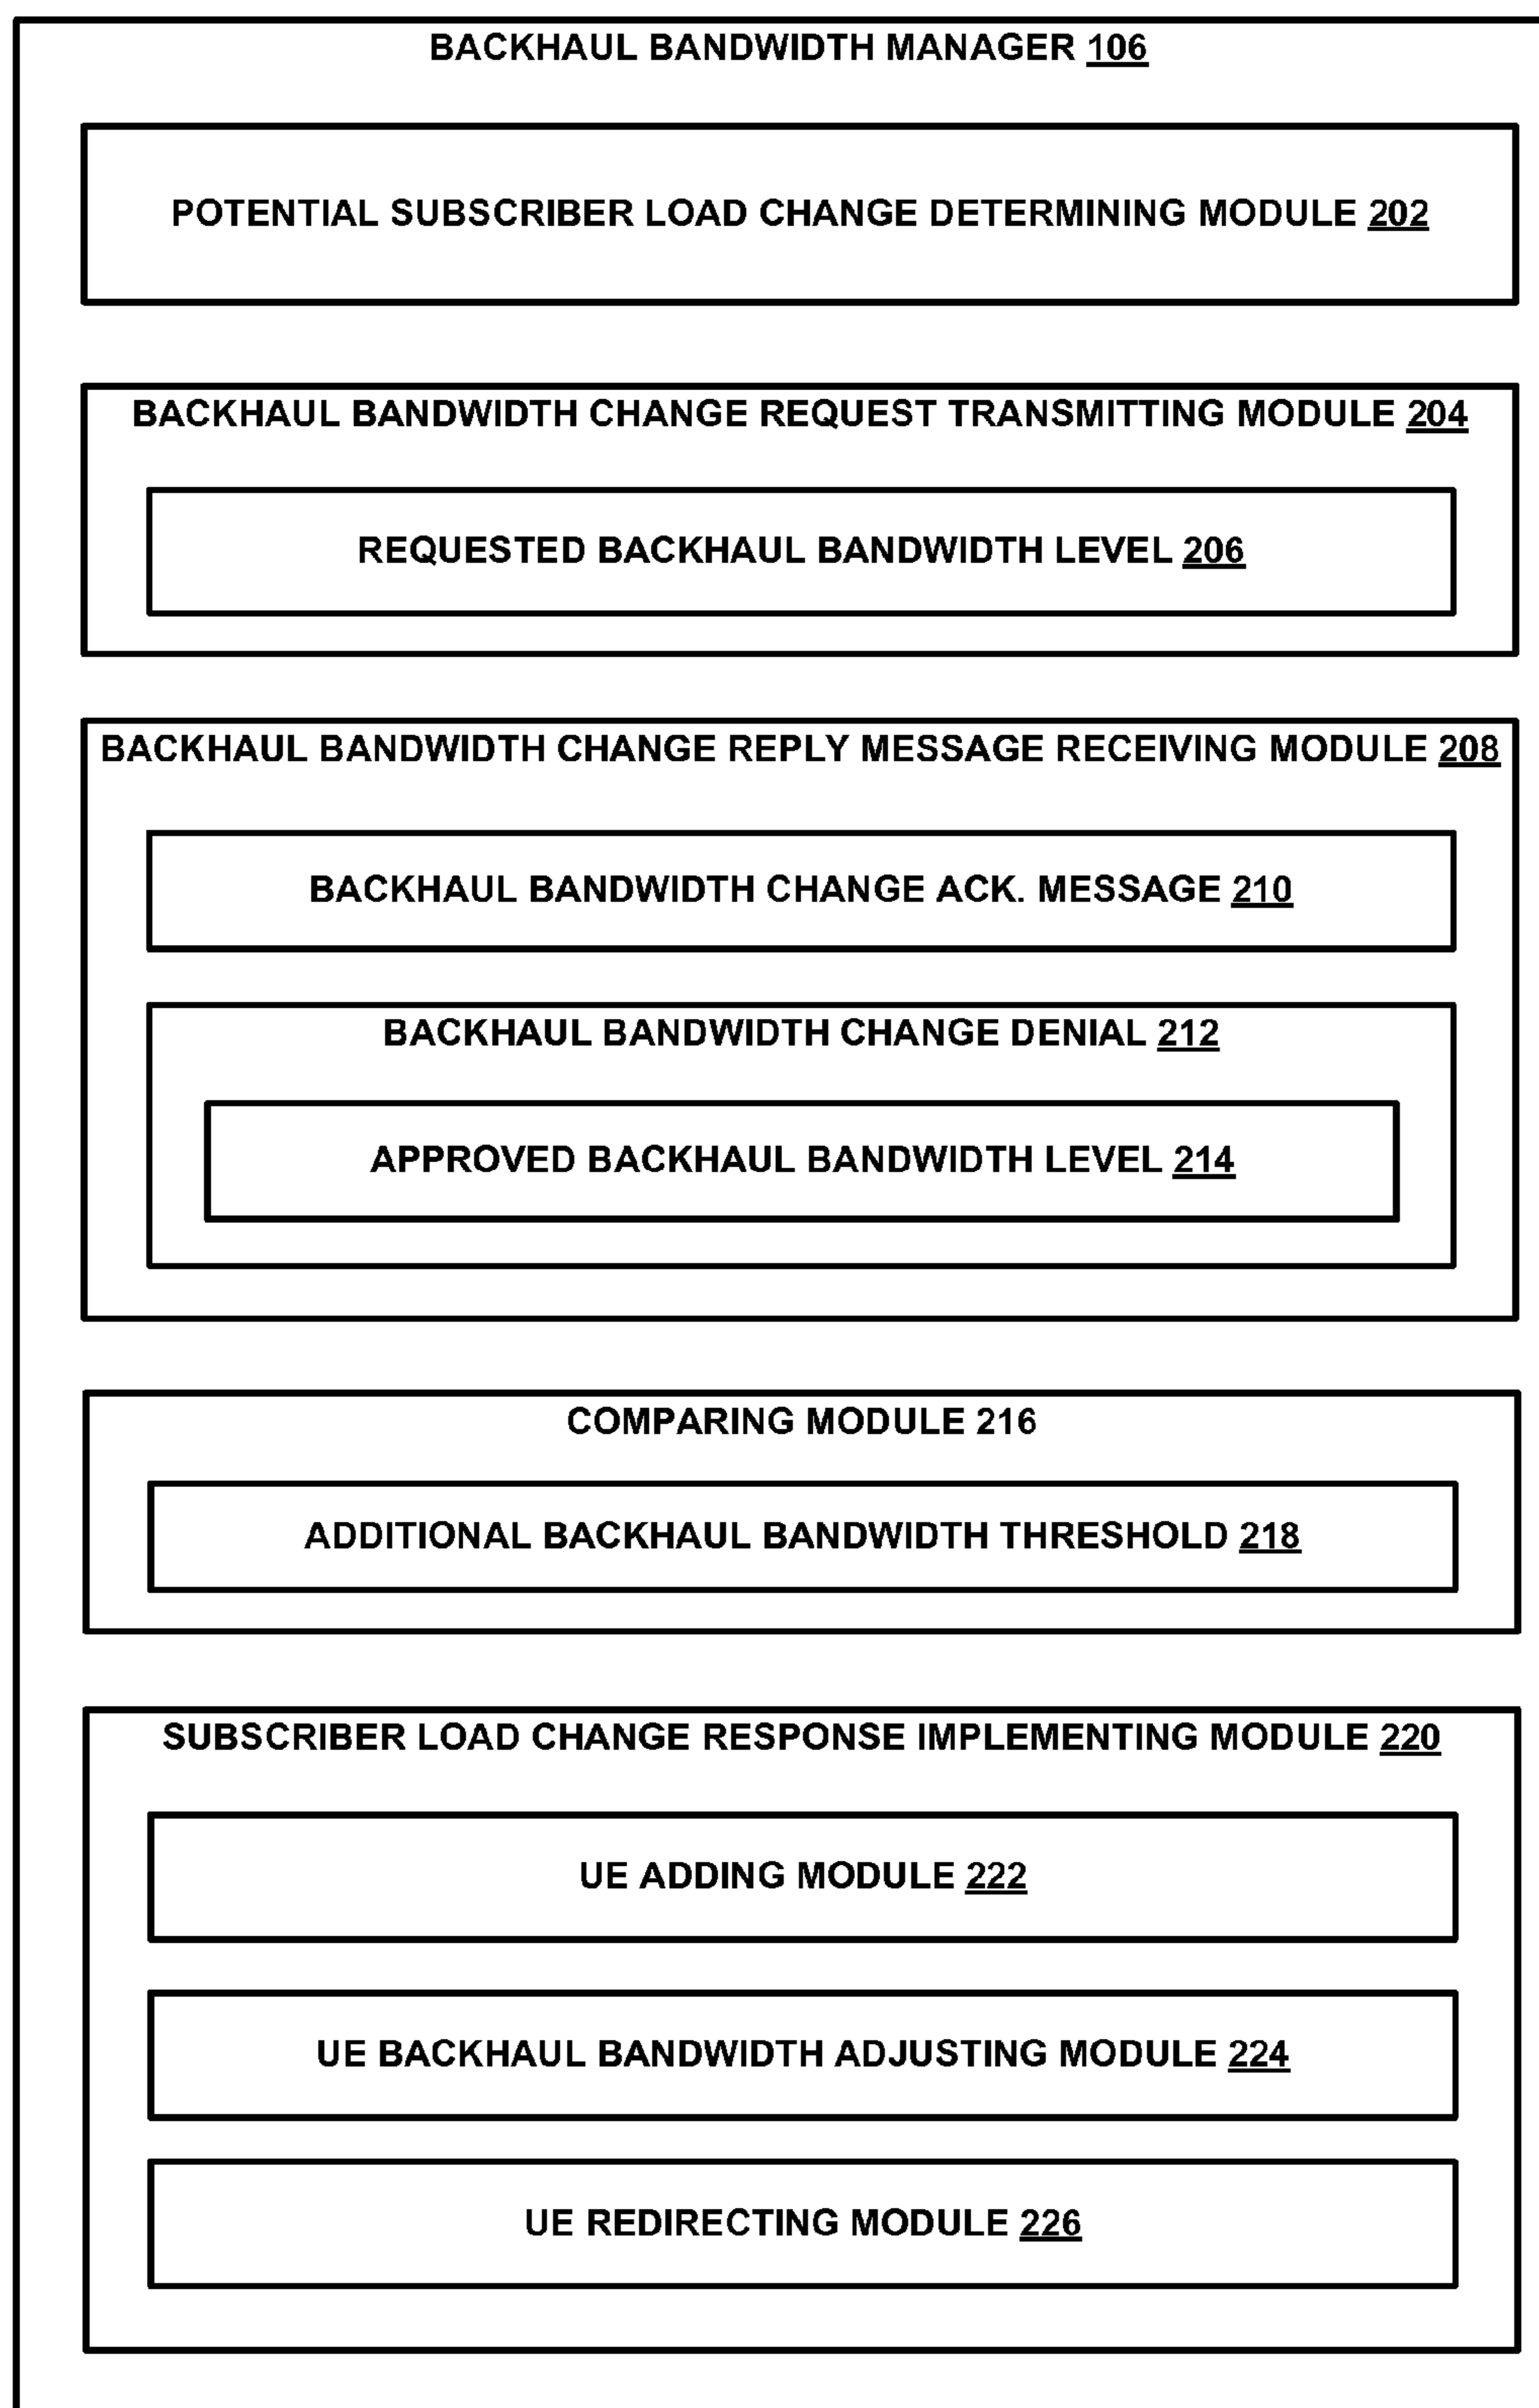 BACKHAUL BANDWIDTH MANAGER 106
POTENTIAL SUBSCRIBER LOAD CHANGE DETERMINING MODULE 202
BACKHAUL BANDWIDTH CHANGE REQUEST TRANSMITTING MODULE 204
REQUESTED BACKHAUL BANDWIDTH LEVEL 206
BACKHAUL BANDWIDTH CHANGE REPLY MESSAGE RECEIVING MODULE 208
BACKHAUL BANDWIDTH CHANGE ACK. MESSAGE 210
BACKHAUL BANDWIDTH CHANGE DENIAL 212
APPROVED BACKHAUL BANDWIDTH LEVEL 214
COMPARING MODULE 216
ADDITIONAL BACKHAUL BANDWIDTH THRESHOLD 218
SUBSCRIBER LOAD CHANGE RESPONSE IMPLEMENTING MODULE 220
UE ADDING MODULE 222
UE BACKHAUL BANDWIDTH ADJUSTING MODULE 224
UE REDIRECTING MODULE 226